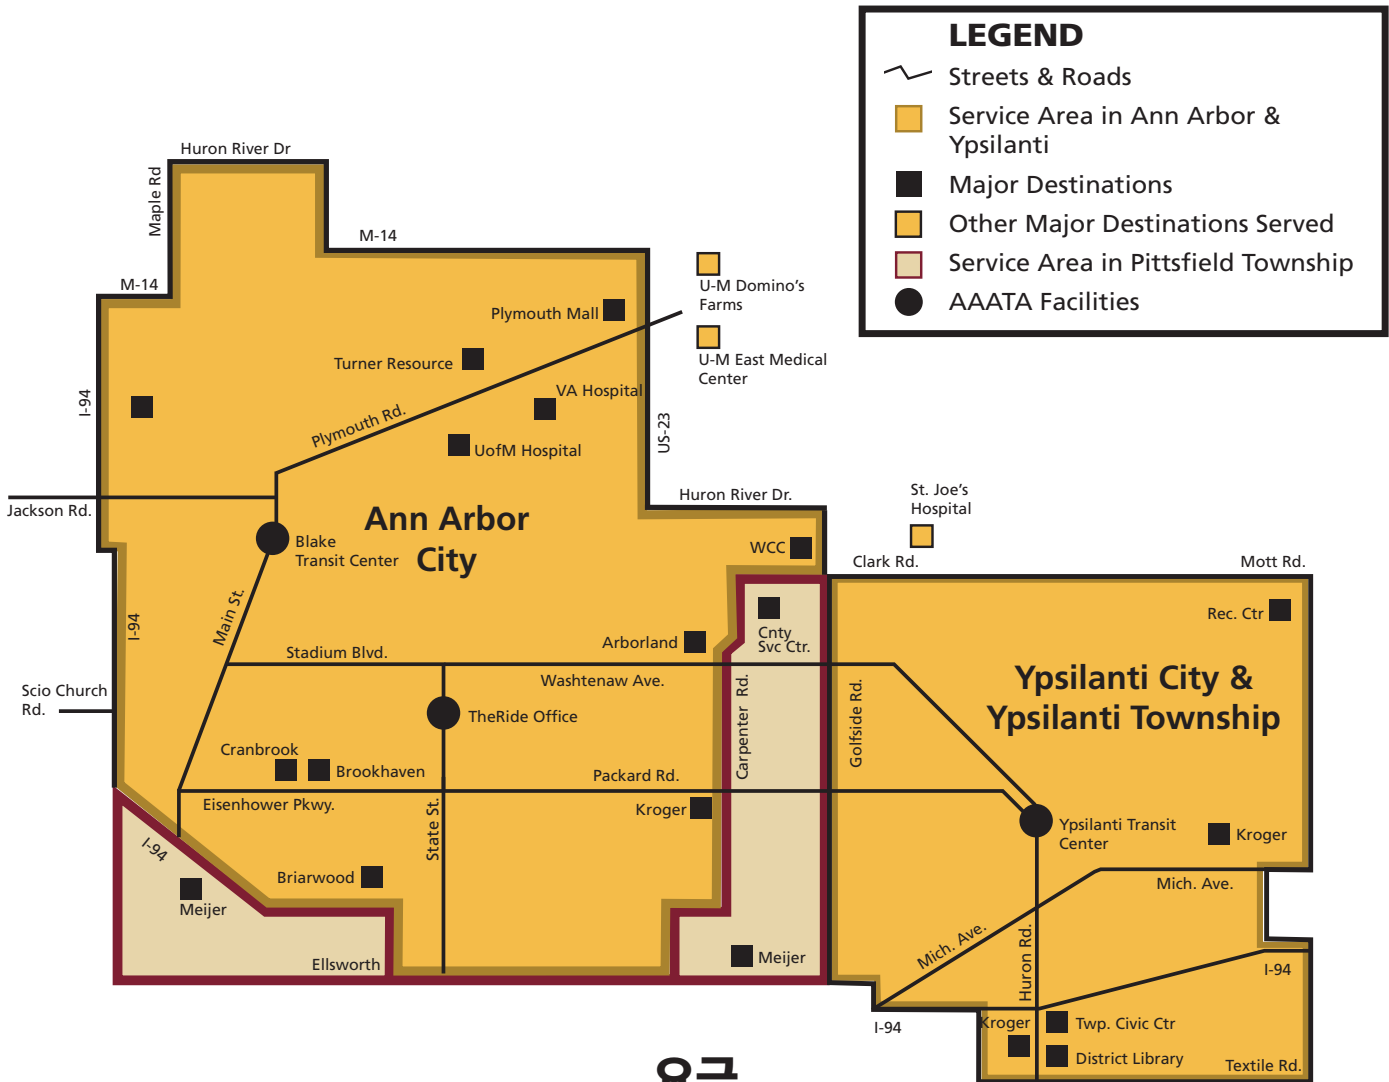 LEGEND
Streets & Roads
Service Area in Ann Arbor &
Ypsilanti
Major Destinations
Other Major Destinations Served
Service Area in Pittsfield Township
AAATA Facilities
Huron River Dr
Maple Rd
M-14
M-14
U-M Domino's
Farms
Plymouth Mall
U-M East Medical
Center
Turner Resource
VA Hospital
I-94
Plymouth Rd.
US-23
UofM Hospital
Jackson Rd.
Huron River Dr.
St. Joe's
Hospital
Ann Arbor
City
Blake
Transit Center
WCC
Clark Rd.
Mott Rd.
I-94
Main St.
Rec. Ctr
Cnty
Svc Ctr.
Arborland
Stadium Blvd.
Washtenaw Ave.
Ypsilanti City &
Ypsilanti Township
Scio Church
Rd.
TheRide Office
Carpenter Rd.
Golfside Rd.
Cranbrook
Brookhaven
Packard Rd.
Eisenhower Pkwy.
Kroger
State St.
Ypsilanti Transit
Center
Kroger
I-94
Briarwood
Mich. Ave.
Meijer
Mich. Ave.
Huron Rd.
Ellsworth
Meijer
I-94
I-94
Kroger
Twp. Civic Ctr
District Library
Textile Rd.